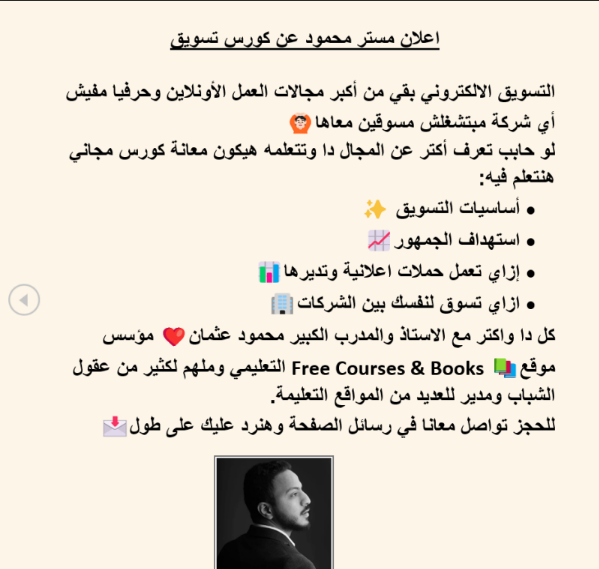 اعلان مستر محمود عن كورس تسويق
التسويق الالكتروني بقي من أكبر مجالات العمل الأونلاين وحرفيا مفيش
أي شركة مبتشغلش مسوقين معاها🙆
لو حابب تعرف أكتر عن المجال دا وتتعلمه هيكون معانة كورس مجاني
هنتعلم فيه:
• أساسيات التسويق ✨
• استهداف الجمهور📈
• إزاي تعمل حملات اعلانية وتديرها📊
• ازاي تسوق لنفسك بين الشركات🏢
كل دا واكتر مع الاستاذ والمدرب الكبير محمود عثمان❤️ مؤسس
موقع📚 Free Courses & Books التعليمي وملهم لكثير من عقول
الشباب ومدير للعديد من المواقع التعليمة.
للحجز تواصل معانا في رسائل الصفحة وهنرد عليك على طول📩